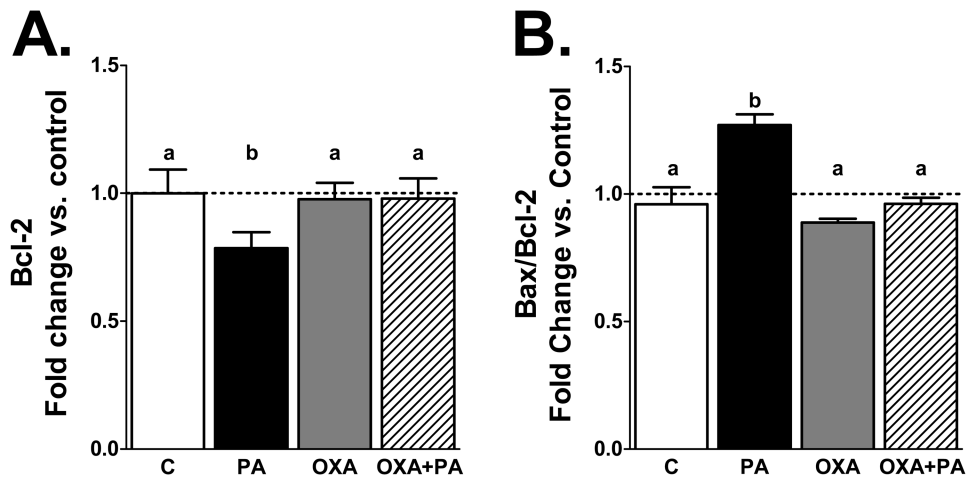 A.
Bcl-2
Fold change vs. control
1.5
1.0
0.5
0.0
a
b
a
a
C
PA
OXA
OXA+PA
B.
Bax/Bcl-2
Fold Change vs. Control
1.5
1.0
0.5
0.0
a
b
a
a
C
PA
OXA
OXA+PA